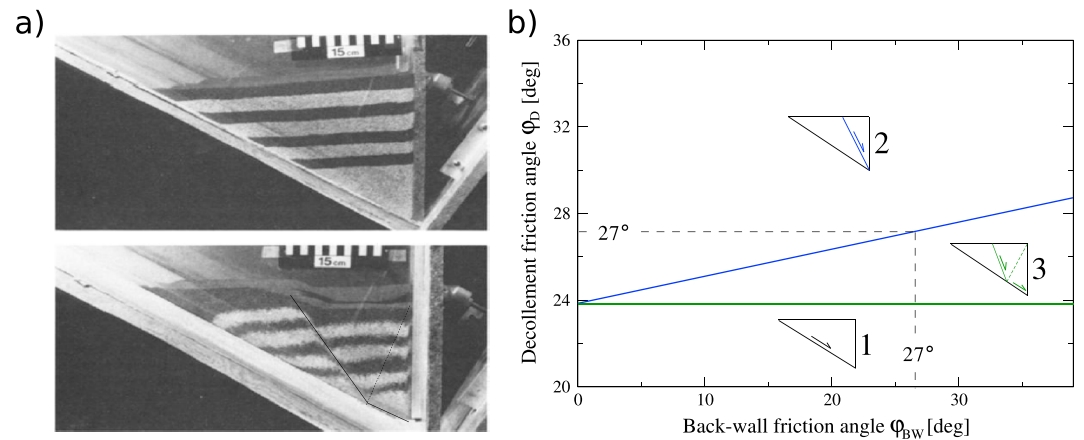 a)
15 cm
15 cm
b)
36
32
28
24
20
0
10
20
30
Decollement friction angle φD [deg]
Back-wall friction angle φBW [deg]
27°
27°
2
3
1